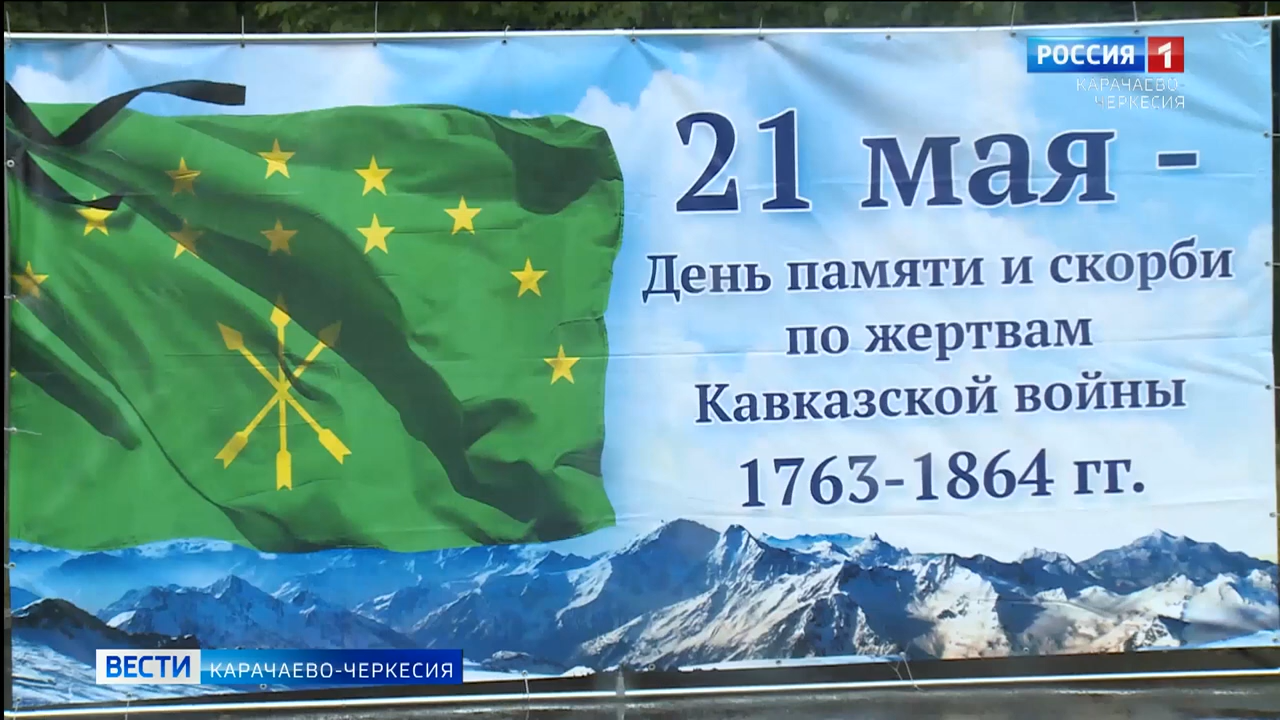 РОССИЯ 1
КАРАЧАЕВО-
ЧЕРКЕСИЯ
21 мая -
День памяти и скорби
по жертвам
Кавказской войны
1763-1864 гг.
ВЕСТИ КАРАЧАЕВО-ЧЕРКЕСИЯ